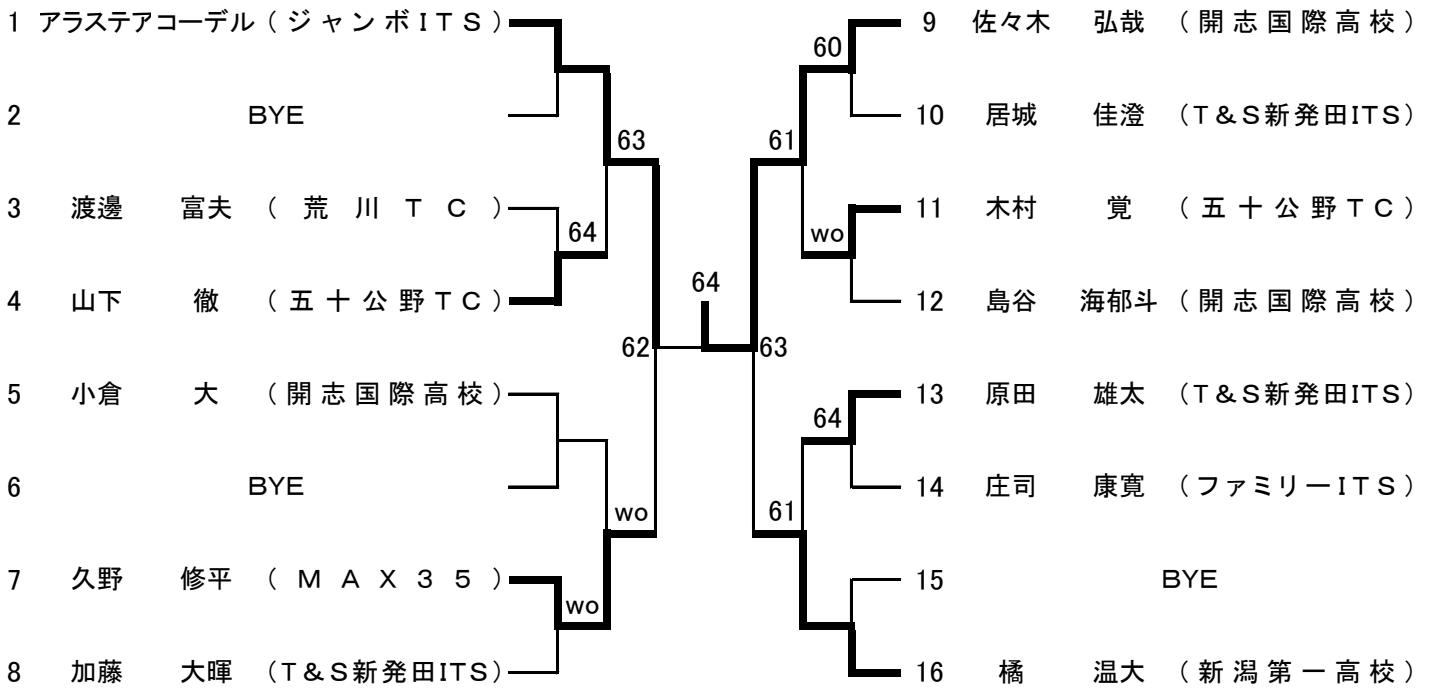 1 アラステアコーデル （ジャンボITS）
2 BYE
63
3 渡邊 富夫 （荒川TC）
64
4 山下 徹 （五十公野TC）
62
5 小倉 大 （開志国際高校）
6 BYE
wo
7 久野 修平 （MAX35）
wo
8 加藤 大暉 （T＆S新発田ITS）
64
9 佐々木 弘哉 （開志国際高校）
60
10 居城 佳澄 （T＆S新発田ITS）
61
11 木村 覚 （五十公野TC）
wo
12 島谷 海郁斗 （開志国際高校）
63
13 原田 雄太 （T＆S新発田ITS）
64
14 庄司 康寛 （ファミリーITS）
61
15 BYE
16 橘 温大 （新潟第一高校）